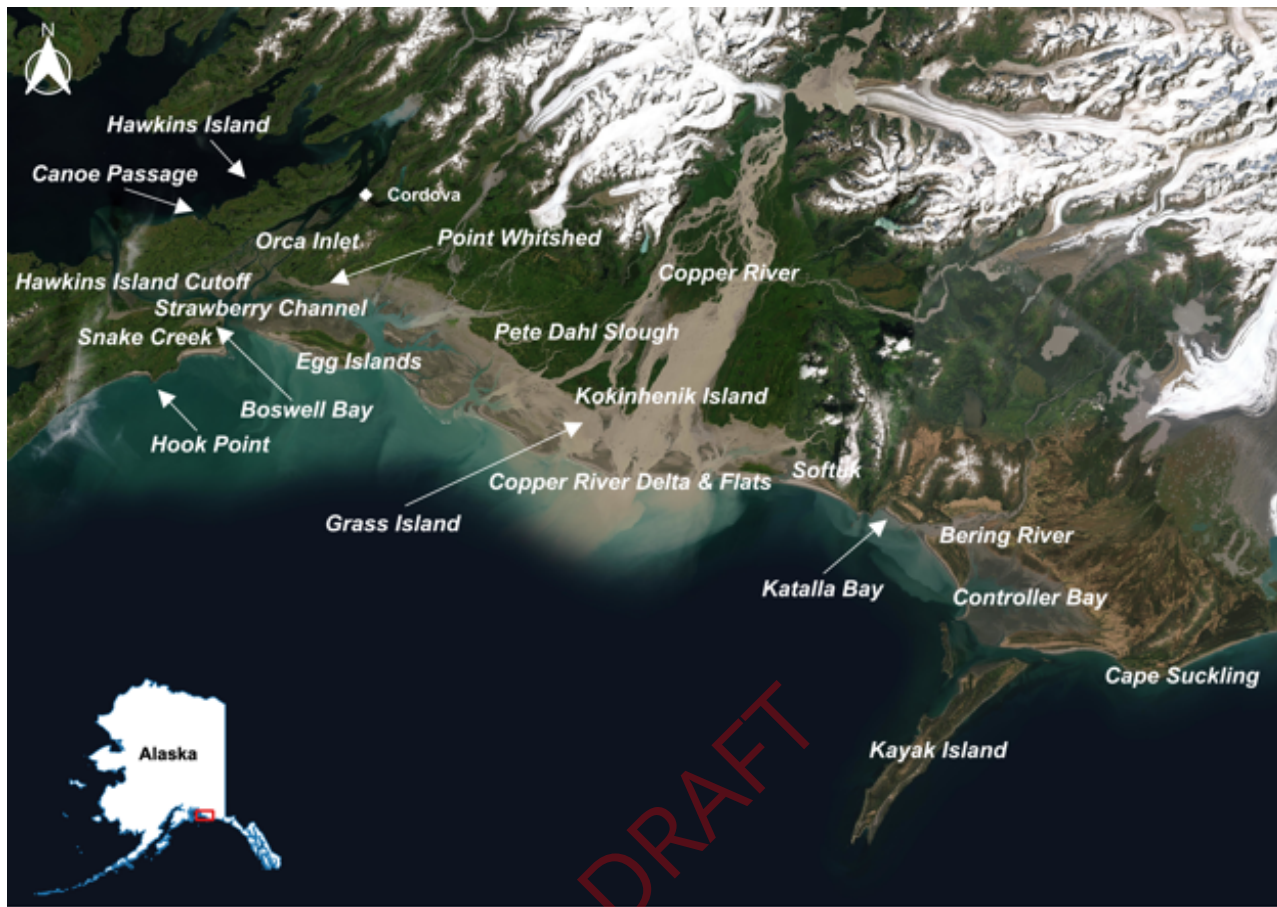 N
Hawkins Island
Canoe Passage
Cordova
Orca Inlet
Point Whitshed
Copper River
Hawkins Island Cutoff
Strawberry Channel
Snake Creek
Pete Dahl Slough
Egg Islands
Kokinhenik Island
Boswell Bay
Hook Point
Softuk
Copper River Delta & Flats
Grass Island
Bering River
Katalla Bay
Controller Bay
Cape Suckling
Kayak Island
Alaska
DRAFT